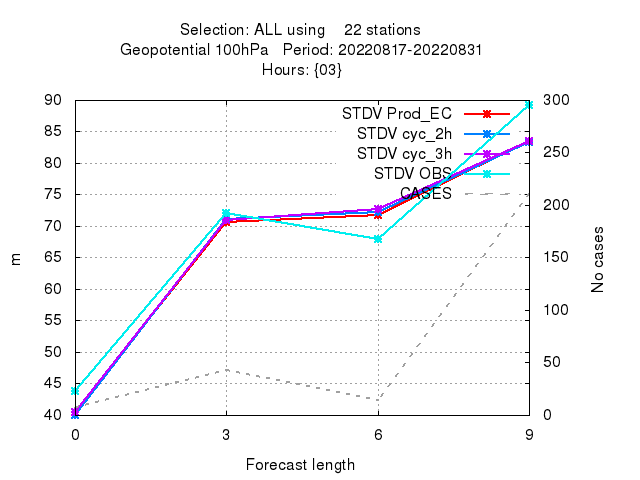 Selection: ALL using    22 stations
Geopotential 100hPa   Period: 20220817-20220831
Hours: {03}
90 300
STDV Prod_EC
85
STDV cyc_2h
250
STDV cyc_3h
80
STDV OBS
75
CASES
200
70
65 150
60
55 100
50
50
45
40 0
m
No cases
0 3 6 9
Forecast length